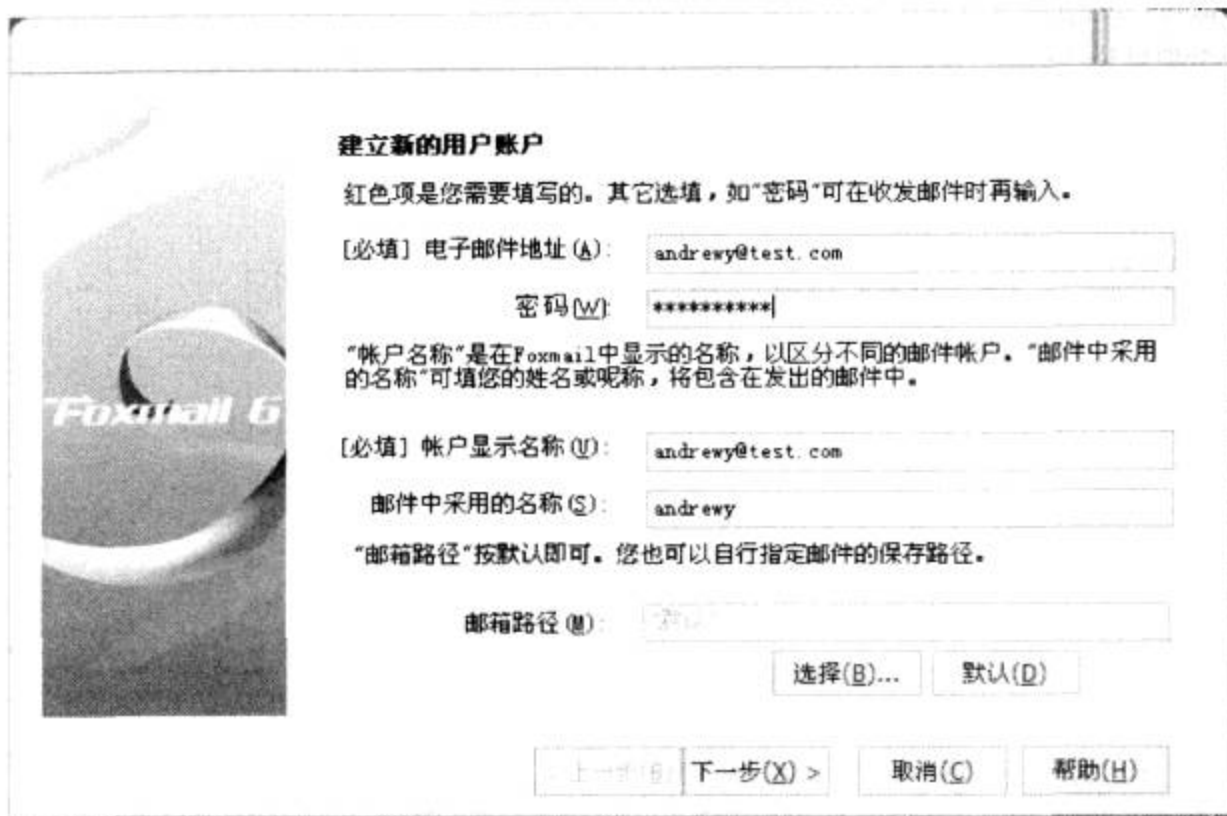 建立新的用户账户
红色项是您需要填写的。其它选填，如"密码"可在收发邮件时再输入。
[必填] 电子邮件地址(A): andrewy@test.com
密码(W): **********
"帐户名称"是在Foxmail中显示的名称，以区分不同的邮件帐户。"邮件中采用
的名称"可填您的姓名或呢称，将包含在发出的邮件中。
Foxmail 6
[必填] 帐户显示名称(V): andrewy@test.com
邮件中采用的名称(S): andrewy
"邮箱路径"按默认即可。您也可以自行指定邮件的保存路径。
邮箱路径(M):
选择(B)... 默认(D)
上一步(B) 下一步(X) > 取消(C) 帮助(H)